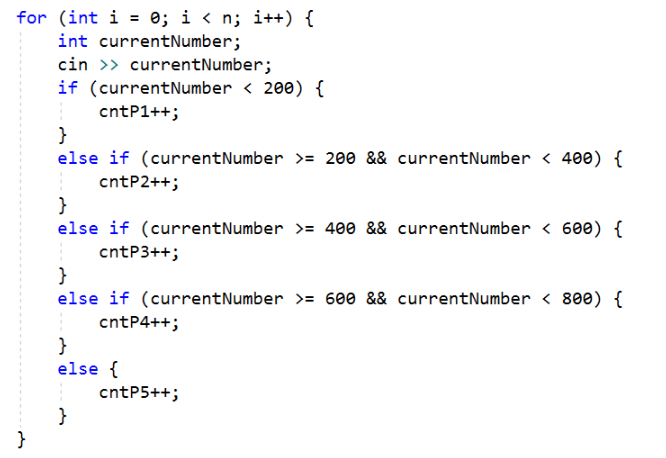 for (int i = 0; i < n; i++) {
    int currentNumber;
    cin >> currentNumber;
    if (currentNumber < 200) {
        cntP1++;
    }
    else if (currentNumber >= 200 && currentNumber < 400) {
        cntP2++;
    }
    else if (currentNumber >= 400 && currentNumber < 600) {
        cntP3++;
    }
    else if (currentNumber >= 600 && currentNumber < 800) {
        cntP4++;
    }
    else {
        cntP5++;
    }
}